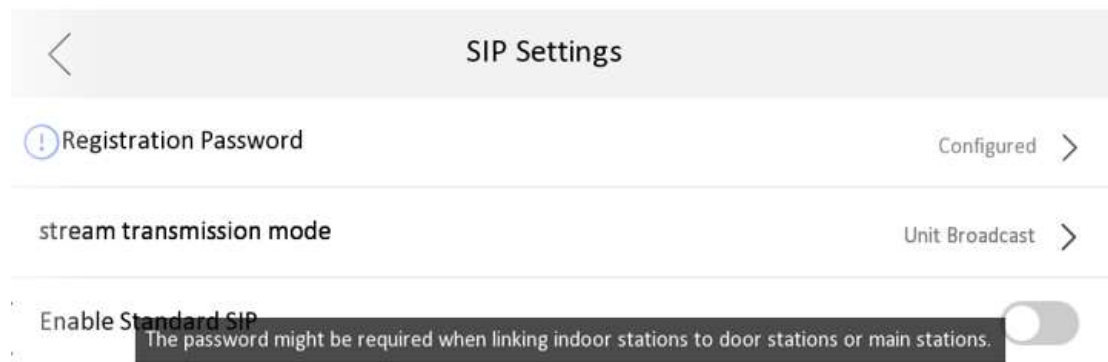 SIP Settings
Registration Password
Configured
stream transmission mode
Unit Broadcast
Enable Standard SIP
The password might be required when linking indoor stations to door stations or main stations.